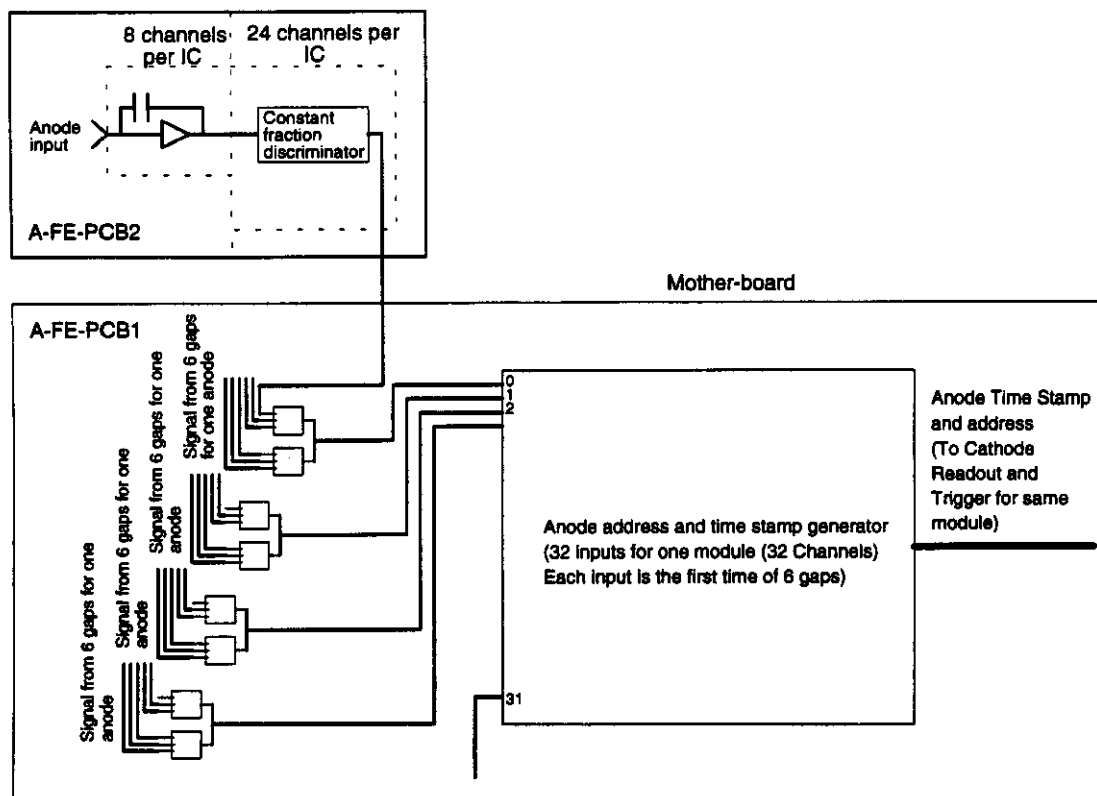 8 channels
per IC
24 channels per
IC
Anode
input
Constant
fraction
discriminator
A-FE-PCB2
Mother-board
A-FE-PCB1
Signal from 6 gaps
for one anode
Signal from 6 gaps for one
anode
Signal from 6 gaps for one
anode
Signal from 6 gaps for one
anode
0
1
2
31
Anode address and time stamp generator
(32 inputs for one module (32 Channels)
Each input is the first time of 6 gaps)
Anode Time Stamp
and address
(To Cathode
Readout and
Trigger for same
module)